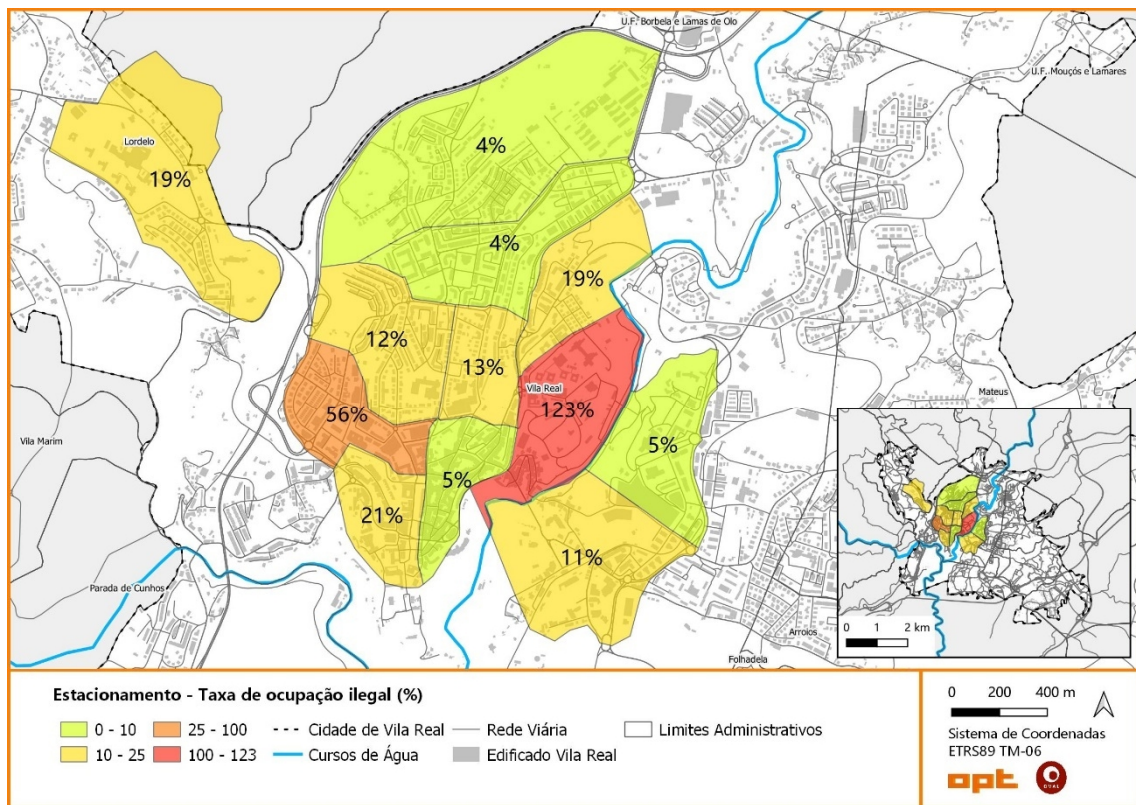 U.F. Borbela e Lamas de Olo
U.F. Mouçós e Lamares
Lordelo
19%
4%
4%
19%
12%
13%
Vila Real
123%
56%
5%
5%
21%
11%
Mateus
Vila Marim
Parada de Cunhos
Arroios
Folhadela
0 1 2 km
Estacionamento - Taxa de ocupação ilegal (%)
0 - 10
25 - 100
Cidade de Vila Real
Rede Viária
Limites Administrativos
10 - 25
100 - 123
Cursos de Água
Edificado Vila Real
0 200 400 m
Sistema de Coordenadas
ETRS89 TM-06
opt